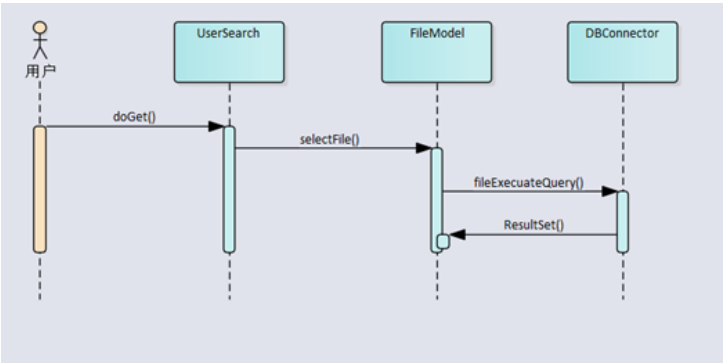 UserSearch
FileModel
DBConnector
用户
doGet()
selectFile()
fileExecuateQuery()
ResultSet()